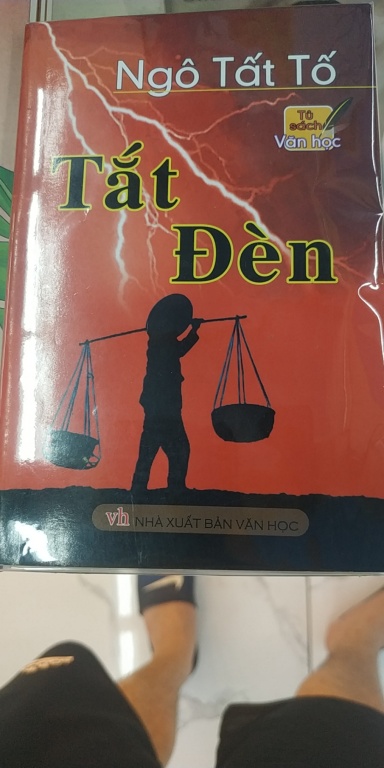 Ngô Tất Tố
Tủ
sách
Văn học
Tắt
Đèn
vh NHÀ XUẤT BẢN VĂN HỌC